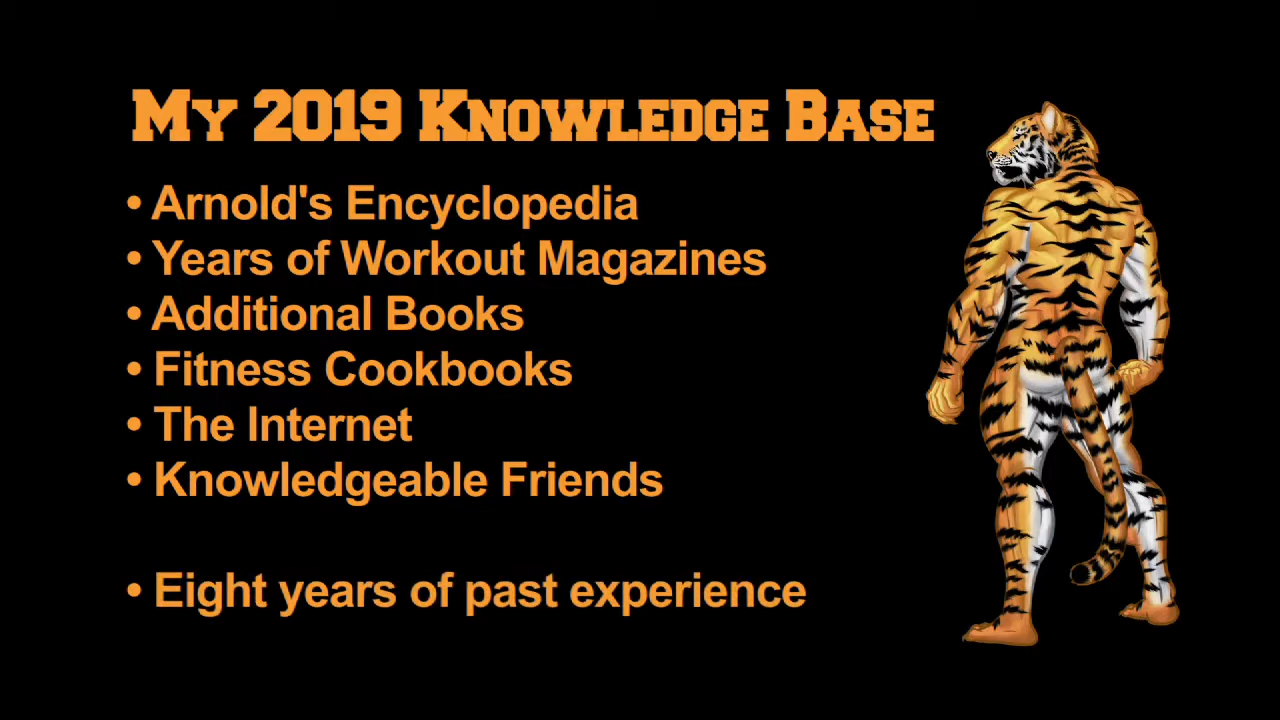 My 2019 Knowledge Base
• Arnold's Encyclopedia
• Years of Workout Magazines
• Additional Books
• Fitness Cookbooks
• The Internet
• Knowledgeable Friends
• Eight years of past experience